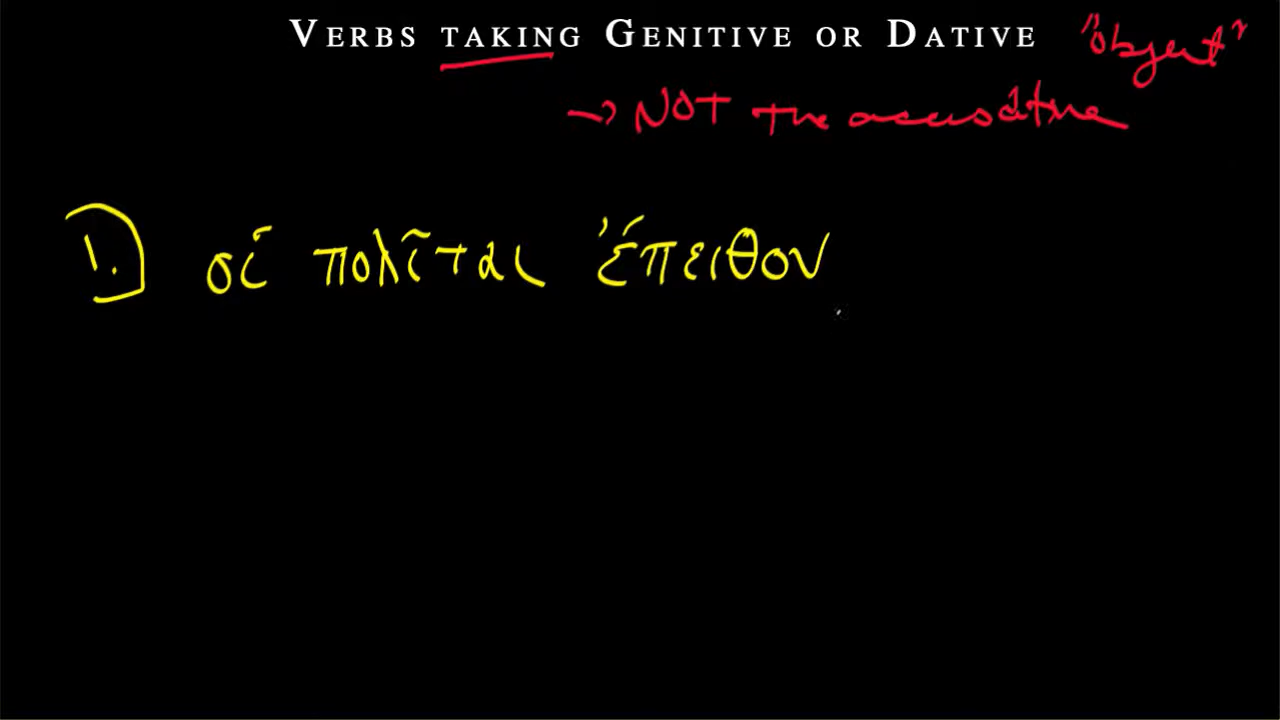 VERBS TAKING GENITIVE OR DATIVE "object"
→ NOT the accusative
1.) οἱ πολῖται ἔπειθον